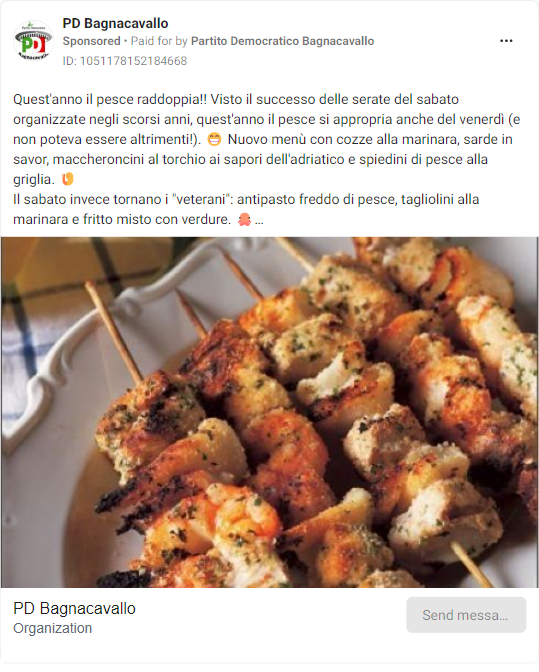 PD Bagnacavallo
Sponsored • Paid for by Partito Democratico Bagnacavallo
ID: 1051178152184668
Partito Democratico
PD
Bagnacavallo
Quest'anno il pesce raddoppia!! Visto il successo delle serate del sabato
organizzate negli scorsi anni, quest'anno il pesce si appropria anche del venerdì (e
non poteva essere altrimenti!). 😁 Nuovo menù con cozze alla marinara, sarde in
savor, maccheroncini al torchio ai sapori dell'adriatico e spiedini di pesce alla
griglia. 🍤
Il sabato invece tornano i "veterani": antipasto freddo di pesce, tagliolini alla
marinara e fritto misto con verdure. 🐙 ...
PD Bagnacavallo
Organization
Send messa...